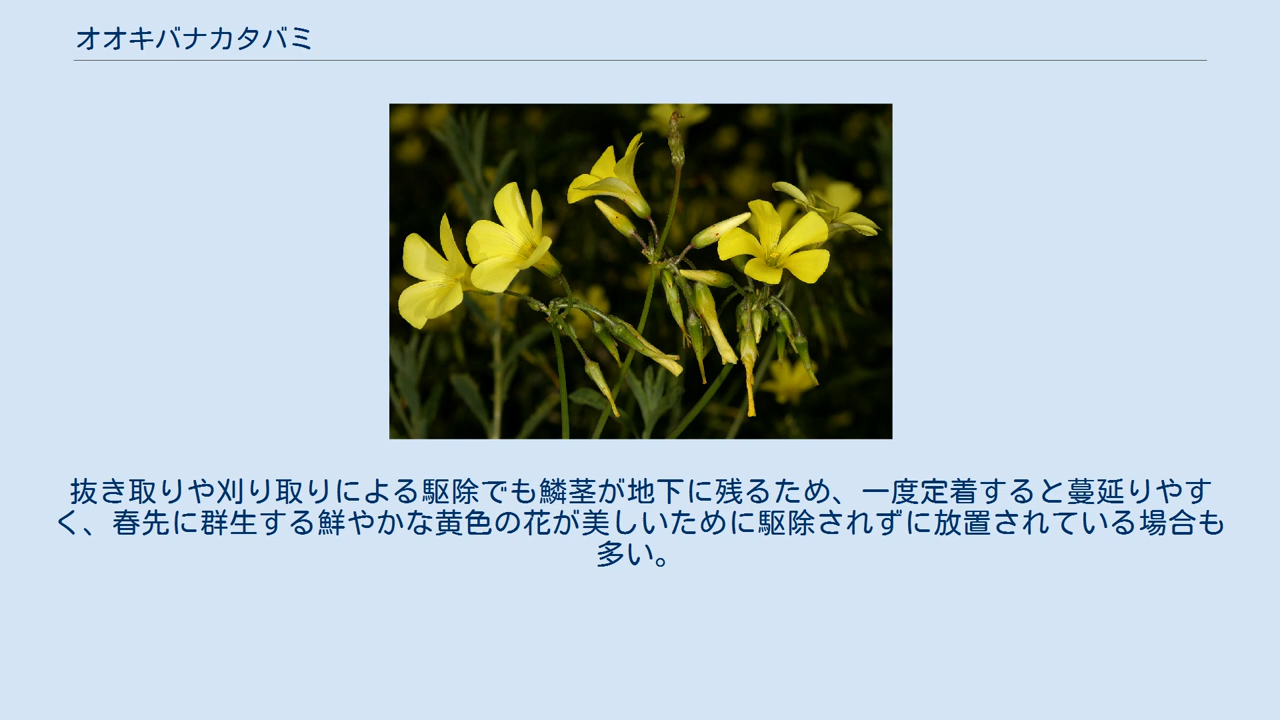 オオキバナカタバミ
抜き取りや刈り取りによる駆除でも鱗茎が地下に残るため、一度定着すると蔓延りやす
く、春先に群生する鮮やかな黄色の花が美しいために駆除されずに放置されている場合も
多い。